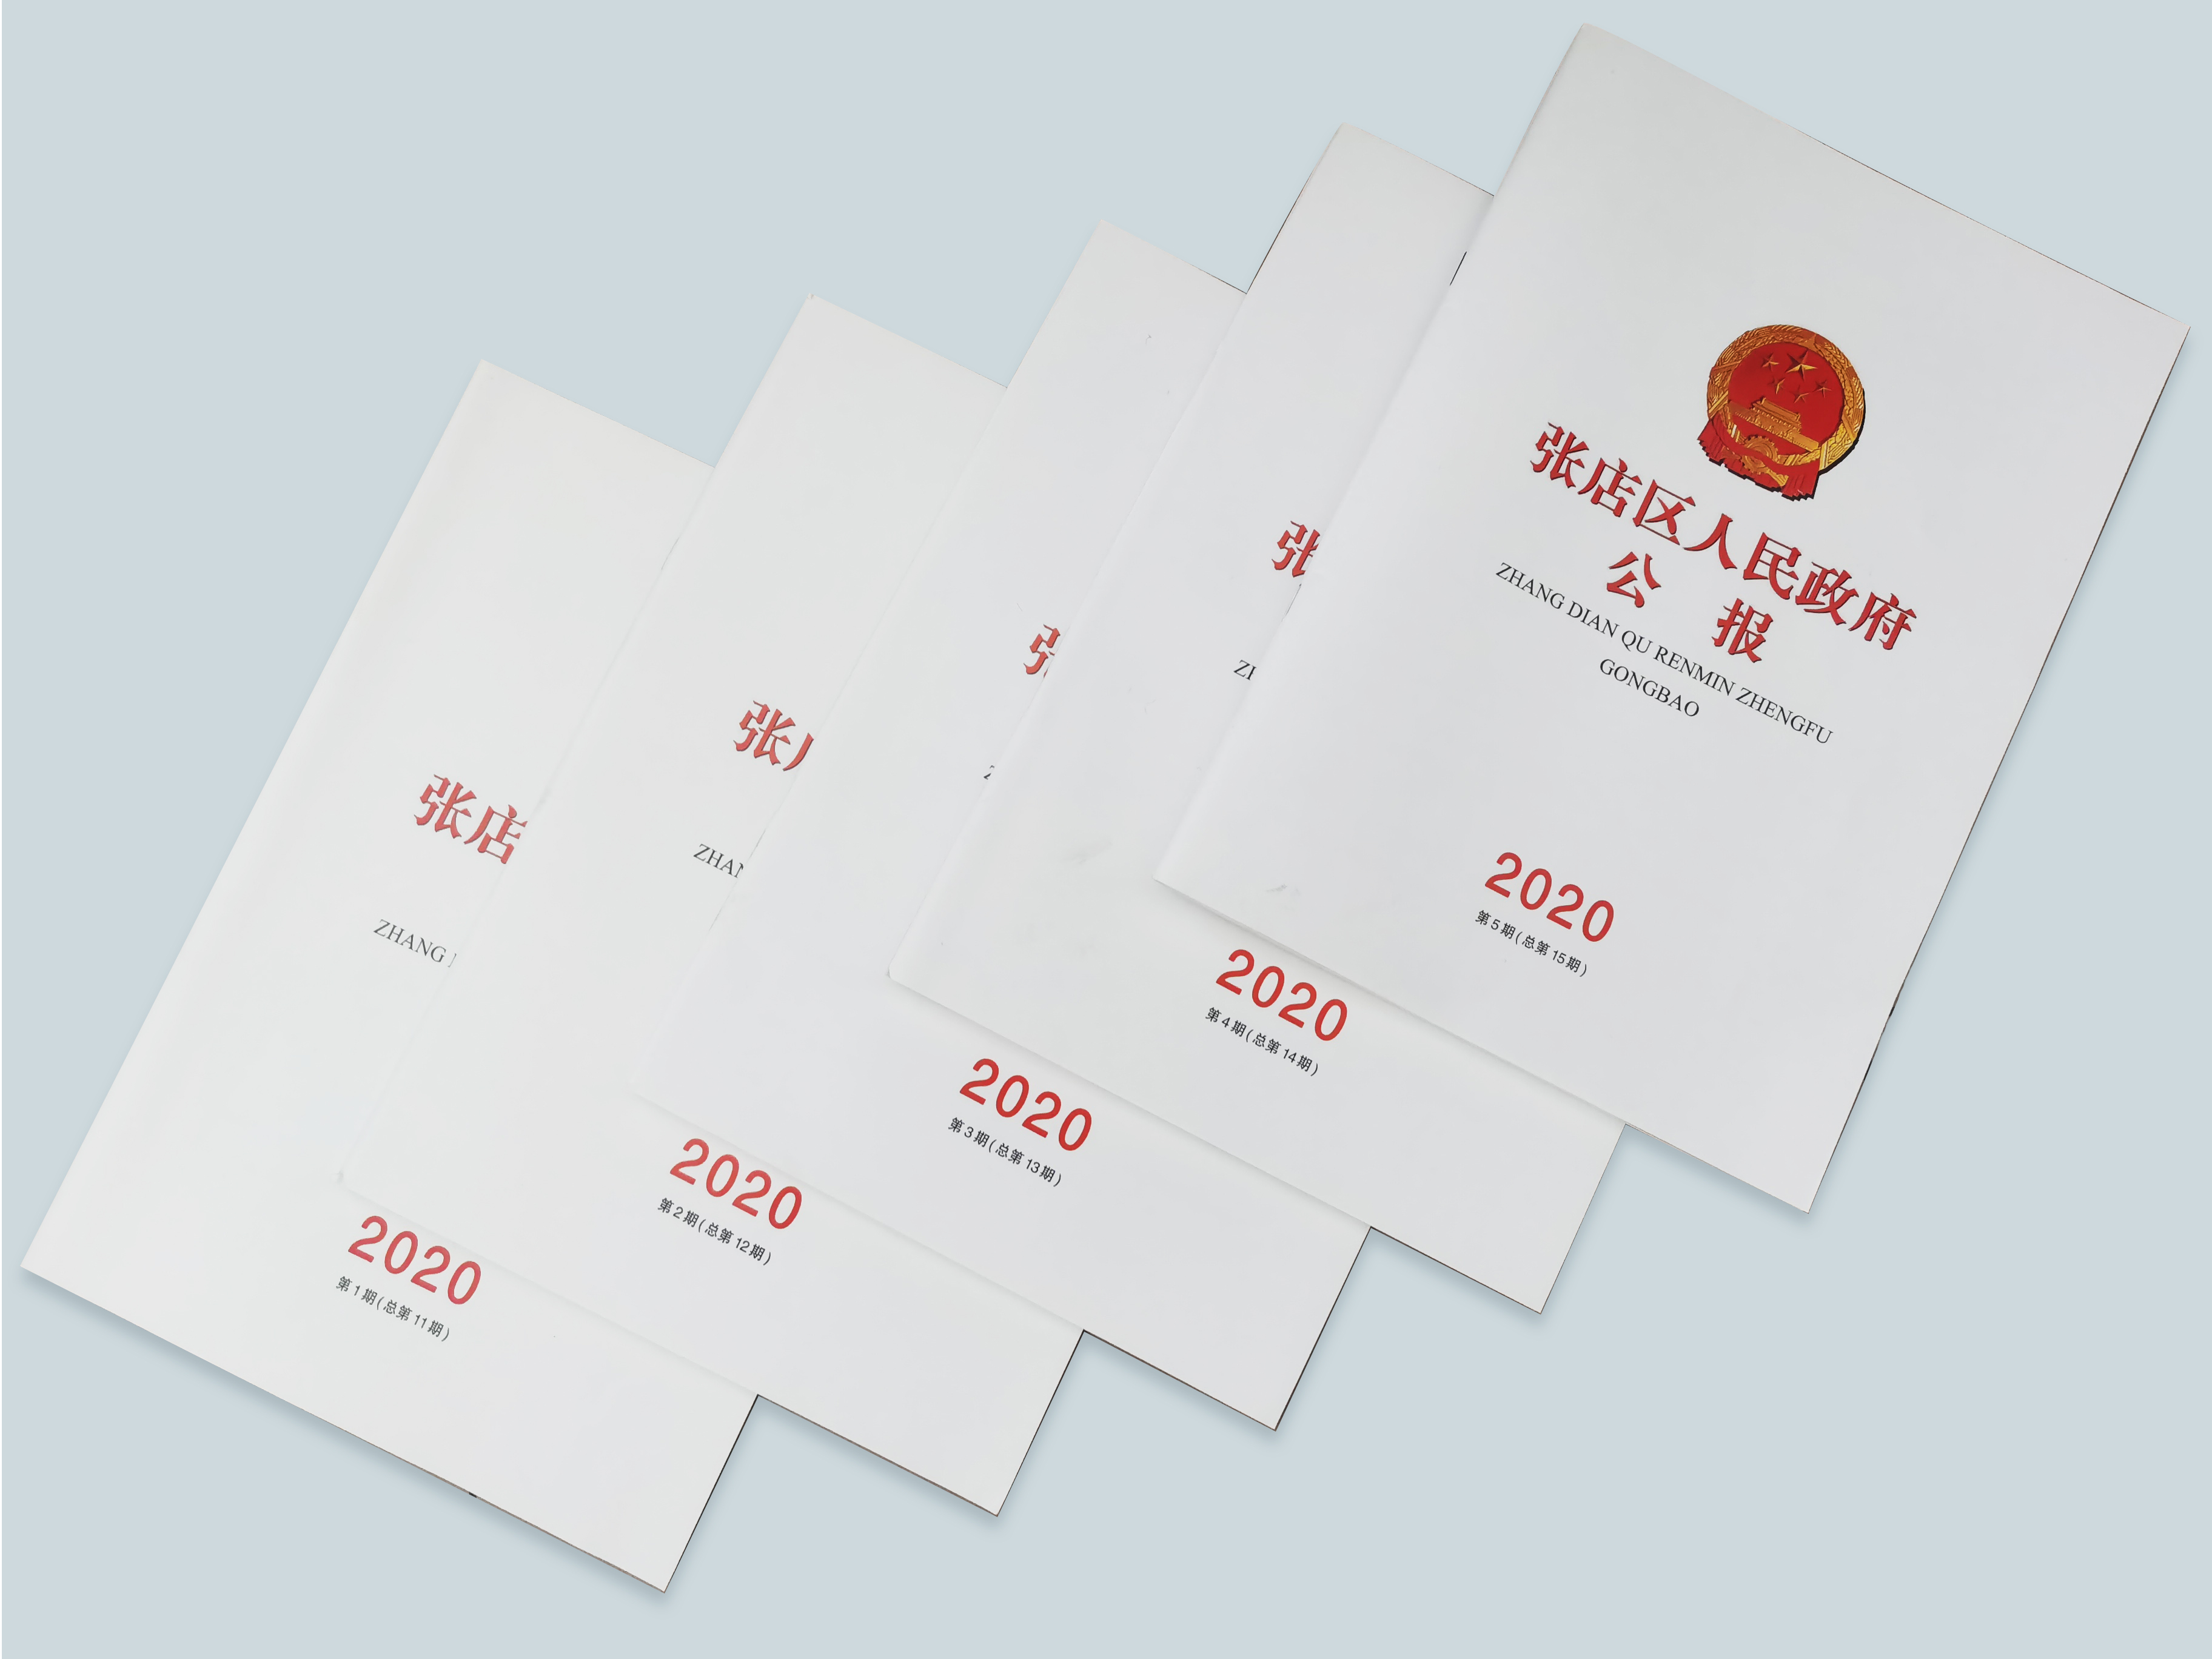 张店区人民政府
公 报
ZHANG DIAN QU RENMIN ZHENGFU
GONGBAO
2020
第5期(总第15期)
张
ZH
2020
第4期(总第14期)
2020
第3期(总第13期)
张
ZHAN
2020
第2期(总第12期)
张店
ZHANG
2020
第1期(总第11期)